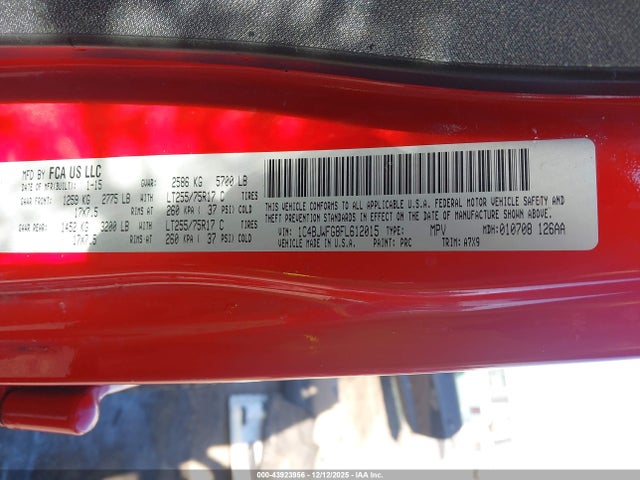 MFD BY FCA US LLC
DATE OF MFR(BUILT): 1-15 GVWR: 2586 KG 5700 LB
GAWR FRONT: 1259 KG 2775 LB WITH LT255/75R17 C TIRES
17X7.5 RIMS AT 260 KPA( 37 PSI) COLD
GAWR REAR: 1452 KG 3200 LB WITH LT255/75R17 C TIRES
17X7.5 RIMS AT 260 KPA( 37 PSI) COLD
THIS VEHICLE CONFORMS TO ALL APPLICABLE U.S.A. FEDERAL MOTOR VEHICLE SAFETY AND
THEFT PREVENTION STANDARDS IN EFFECT ON THE DATE OF MFR SHOWN ABOVE.
VIN: 1C4BJWFG8FL612015 TYPE: MPV MDH: 010708 126AA
VEHICLE MADE IN U.S.A. PAINT: PRC TRIM: A7X9
000-43923956 - 12/12/2025 - COPYRIGHT IAA, LLC